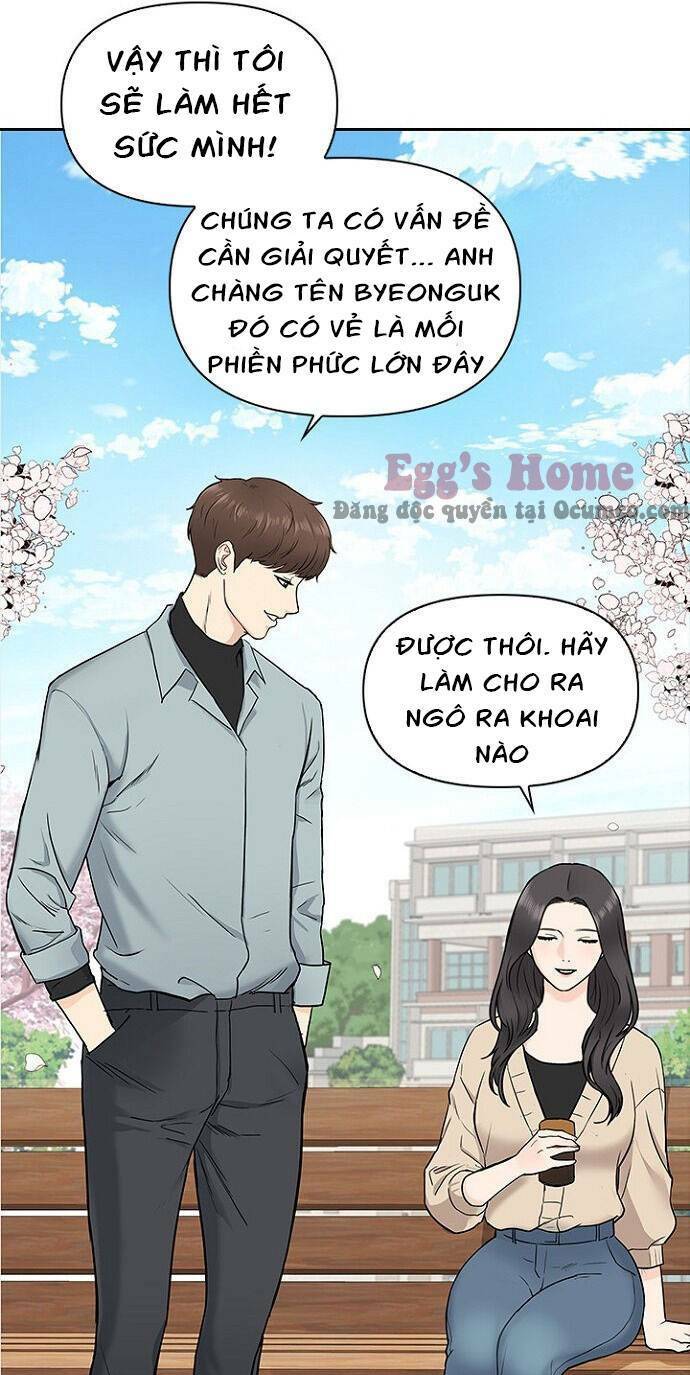 VẬY THÌ TÔI
SẼ LÀM HẾT
SỨC MÌNH!
CHÚNG TA CÓ VẤN ĐỀ
CẦN GIẢI QUYẾT... ANH
CHÀNG TÊN BYEONGUK
ĐÓ CÓ VẺ LÀ MỐI
PHIỀN PHỨC LỚN ĐÂY
Egg's Home
Đăng độc quyền tại Ocumeo.com
ĐƯỢC THÔI. HÃY
LÀM CHO RA
NGÔ RA KHOAI
NÀO